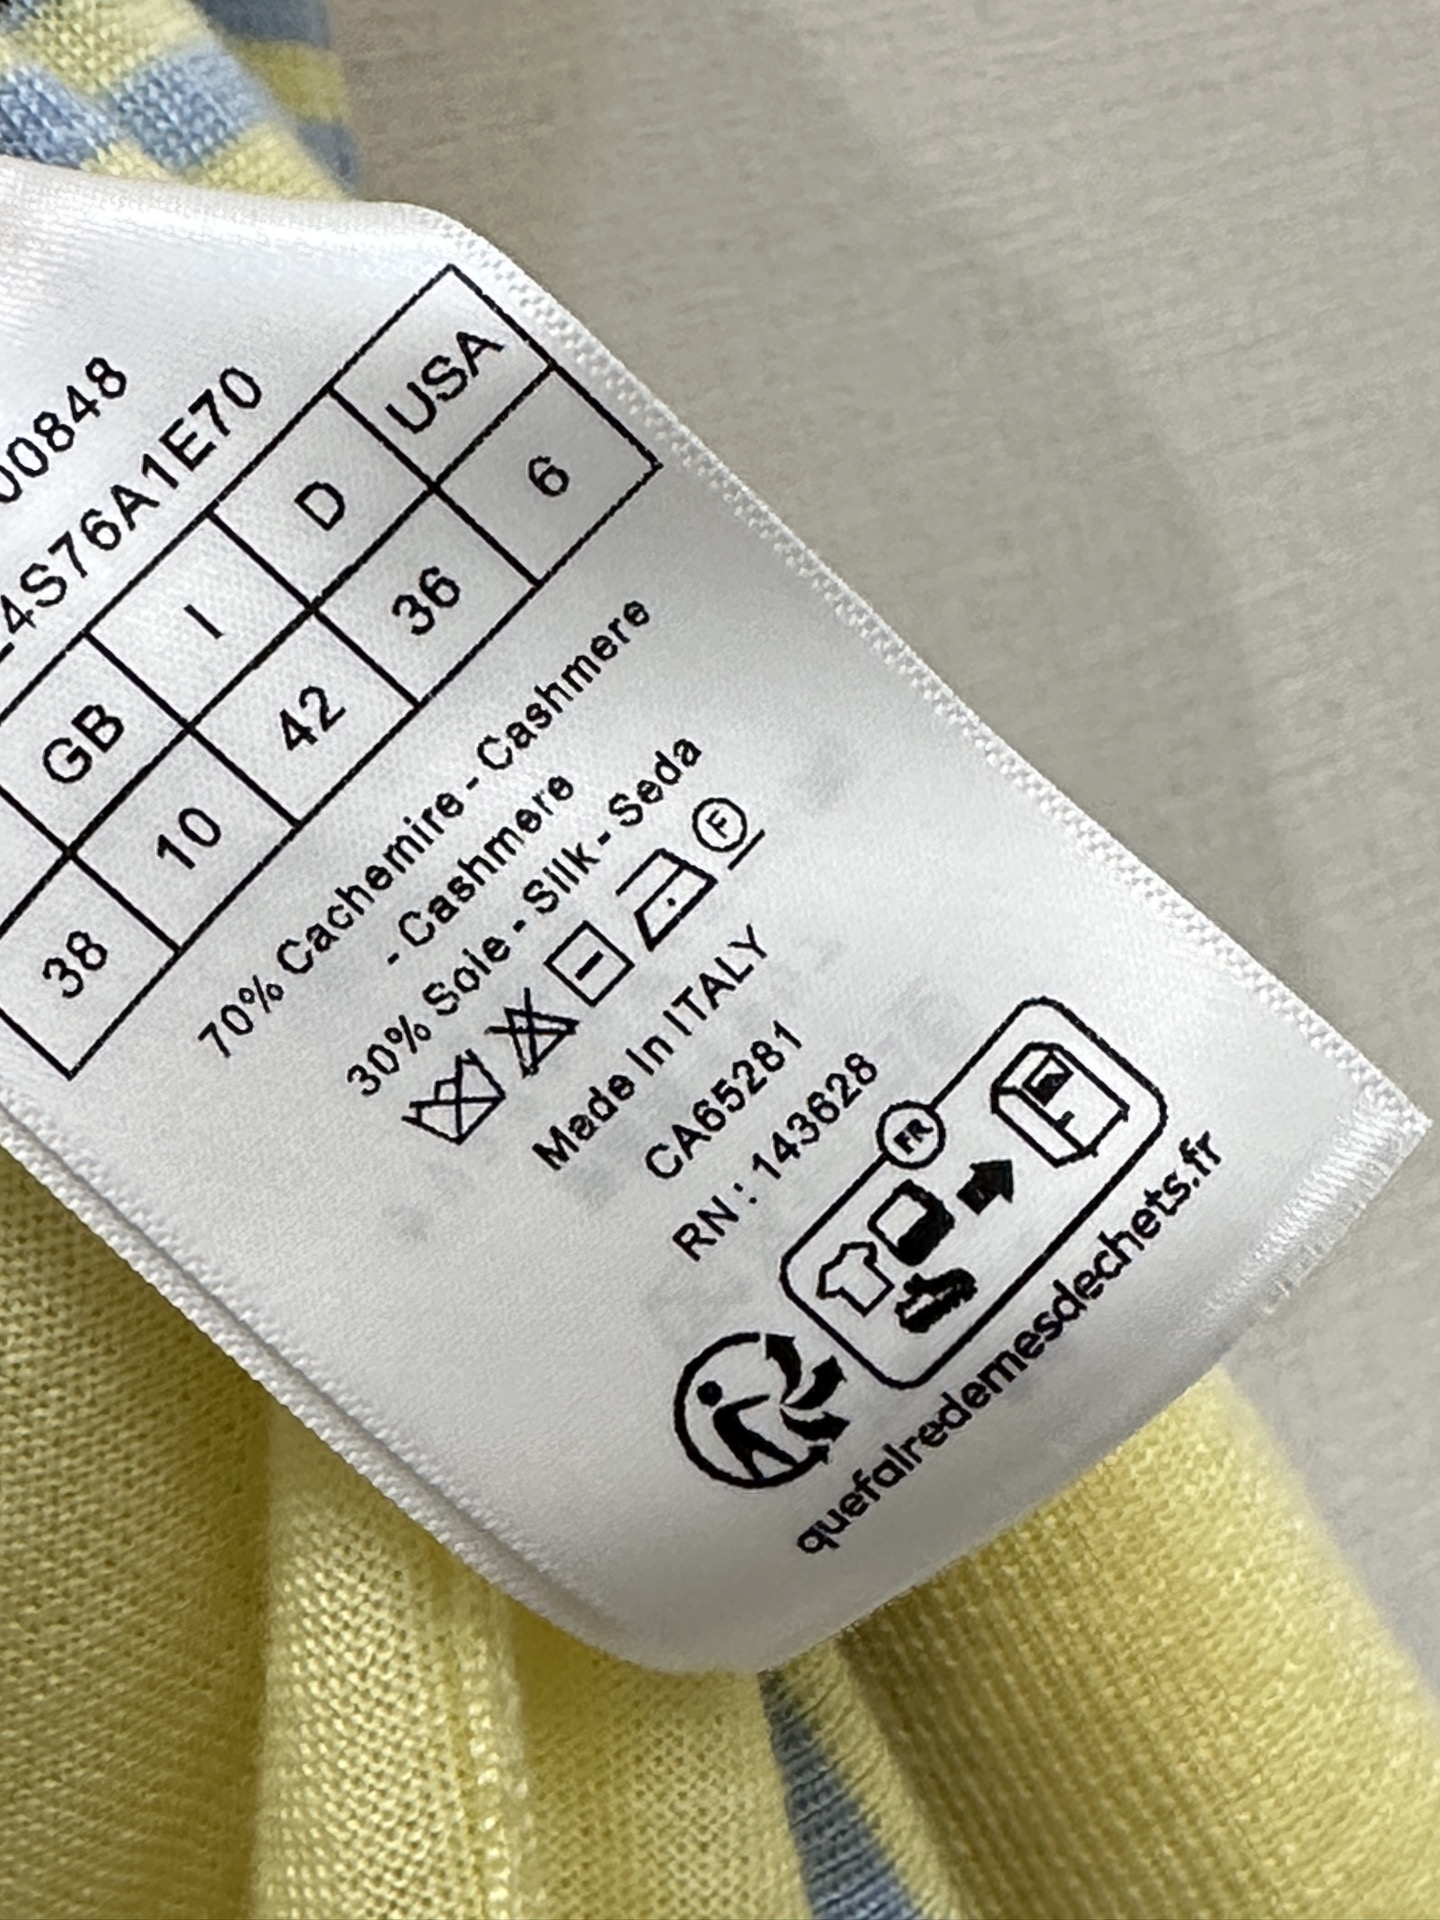 00848
4S76A1E70
GB I D USA
38 10 42 36 6
70% Cachemire - Cashmere
- Cashmere
30% Soie - Silk - Seda
F
Made in ITALY
CA65281
RN : 143628
FR
quefairedemesdechets.fr